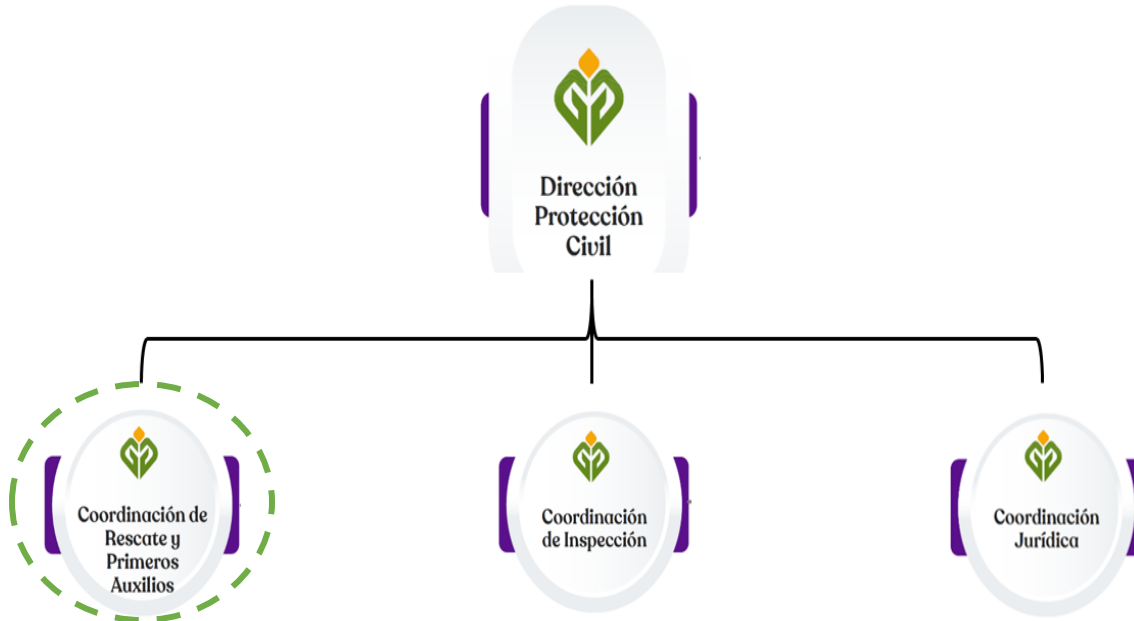 Dirección
Protección
Civil
Coordinación de
Rescate y
Primeros
Auxilios
Coordinación
de Inspección
Coordinación
Jurídica